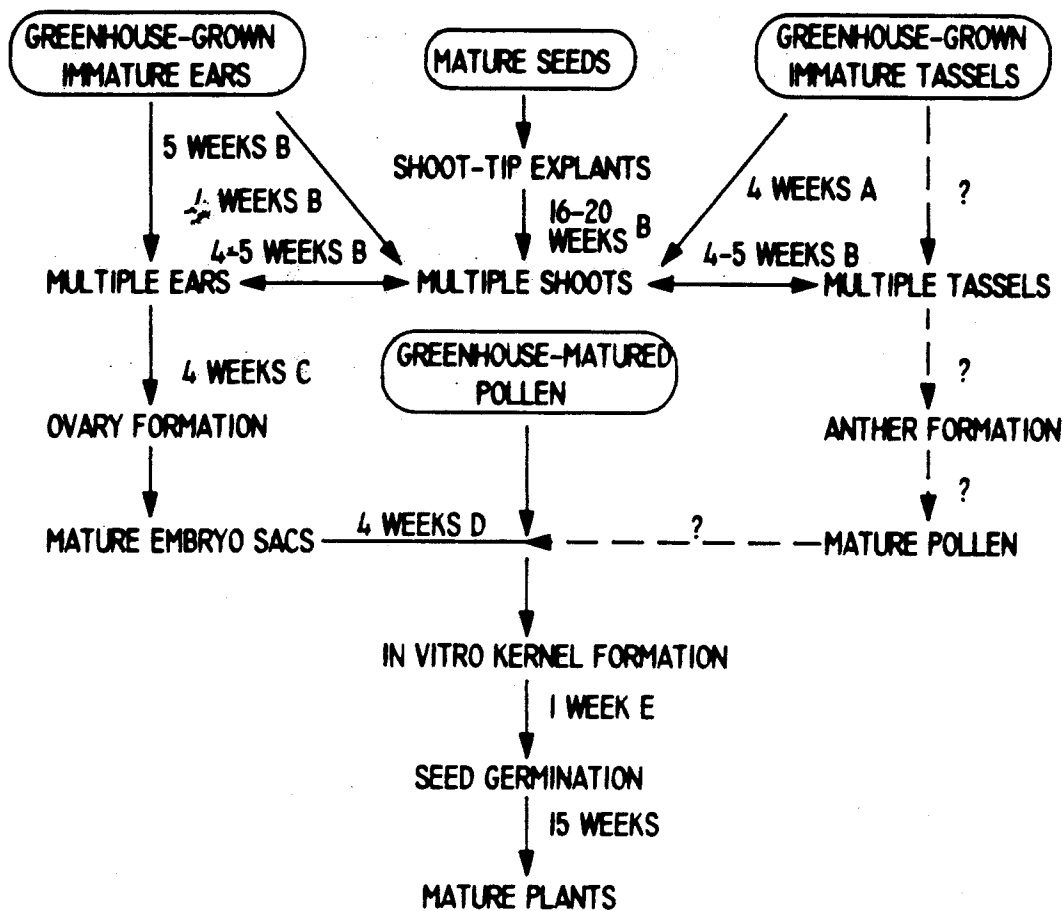 GREENHOUSE-GROWN
IMMATURE EARS
MATURE SEEDS
GREENHOUSE-GROWN
IMMATURE TASSELS
5 WEEKS B
SHOOT-TIP EXPLANTS
4 WEEKS A
?
WEEKS B
16-20
WEEKS B
4-5 WEEKS B
4-5 WEEKS B
MULTIPLE EARS
MULTIPLE SHOOTS
MULTIPLE TASSELS
GREENHOUSE-MATURED
POLLEN
4 WEEKS C
?
OVARY FORMATION
ANTHER FORMATION
?
MATURE EMBRYO SACS
4 WEEKS D
?
MATURE POLLEN
IN VITRO KERNEL FORMATION
1 WEEK E
SEED GERMINATION
15 WEEKS
MATURE PLANTS